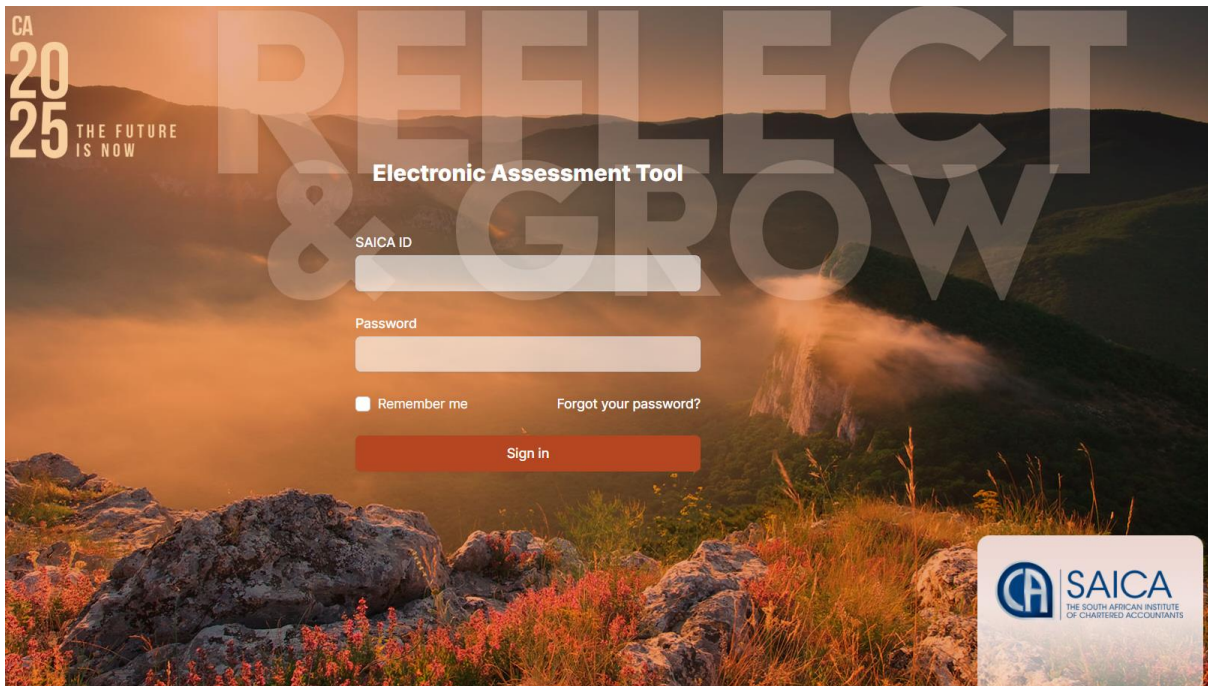 CA
20
25
THE FUTURE
IS NOW
REFLECT
& GROW
Electronic Assessment Tool
SAICA ID
Password
Remember me
Forgot your password?
Sign in
CA
SAICA
THE SOUTH AFRICAN INSTITUTE
OF CHARTERED ACCOUNTANTS